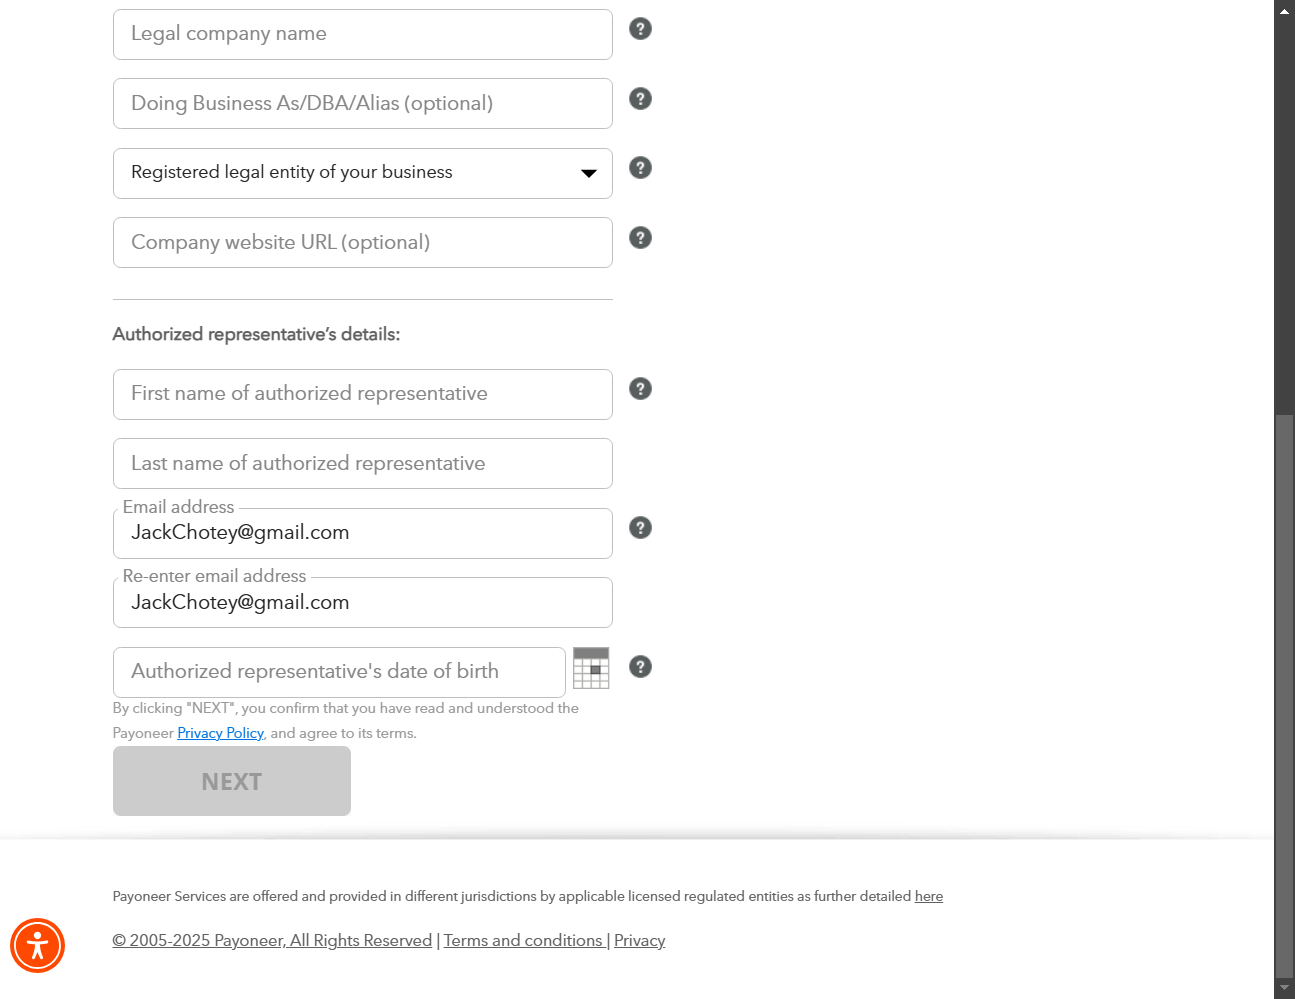 Legal company name
?
Doing Business As/DBA/Alias (optional)
?
Registered legal entity of your business
?
Company website URL (optional)
?
Authorized representative's details:
First name of authorized representative
?
Last name of authorized representative
Email address
JackChotey@gmail.com
?
Re-enter email address
JackChotey@gmail.com
Authorized representative's date of birth
?
By clicking "NEXT", you confirm that you have read and understood the
Payoneer Privacy Policy, and agree to its terms.
NEXT
Payoneer Services are offered and provided in different jurisdictions by applicable licensed regulated entities as further detailed here
© 2005-2025 Payoneer, All Rights Reserved | Terms and conditions | Privacy